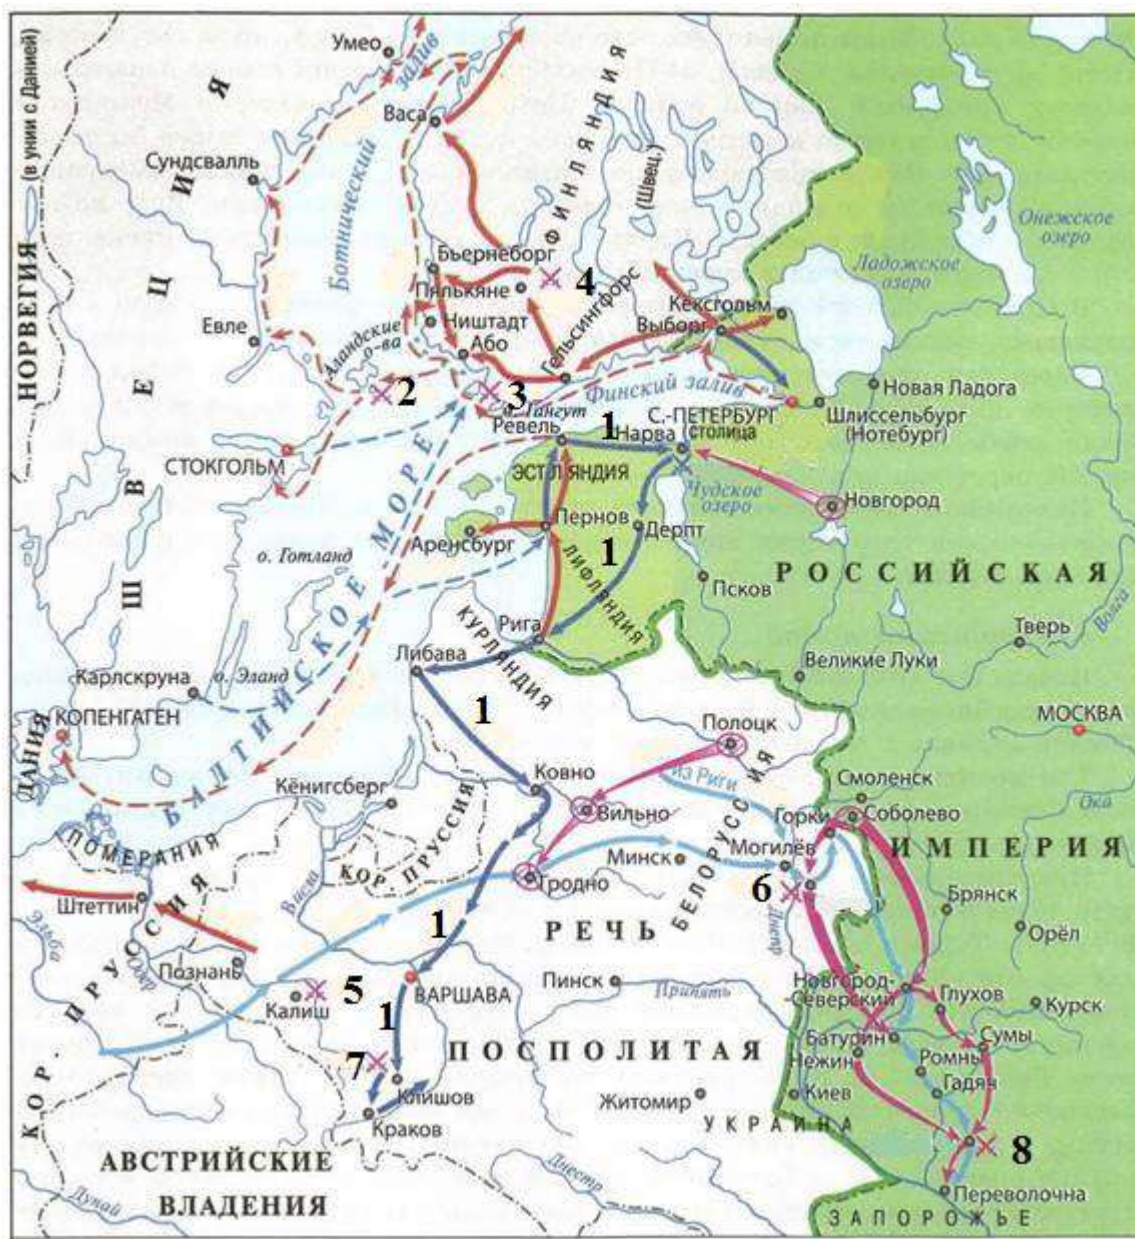 Умео
залив
Васа
НОРВЕГИЯ (в унии с Данией)
ШВЕЦИЯ
Сундсвалль
Ботнический
ФИНЛЯНДИЯ
(Швец.)
Онежское
озеро
Ладожское
озеро
Бьернеборг
4
Пялькяне
Кексгольм
Выборг
Ништадт
Гельсингфорс
Евле
Аландские
о-ва
Або
2
3
Финский залив
Новая Ладога
п. Гангут
Ревель
1
С.-ПЕТЕРБУРГ
(столица
Шлиссельбург
(Нотебург)
Нарва
СТОКГОЛЬМ
ЭСТЛЯНДИЯ
Чудское
озеро
Новгород
Пернов
Дерпт
Аренсбург
1
о. Готланд
ЛИФЛЯНДИЯ
РОССИЙСКАЯ
Псков
Волга
Тверь
Рига
КУРЛЯНДИЯ
Либава
Великие Луки
Карлскруна
о. Эланд
1
КОПЕНГАГЕН
ДАНИЯ
БАЛТИЙСКОЕ МОРЕ
Полоцк
МОСКВА
из Риги
Ковно
Кёнигсберг
Смоленск
Вильно
Соболево
Ока
Горки
БЕЛОРУССИЯ
ИМПЕРИЯ
ПОМЕРАНИЯ
КОР. ПРУССИЯ
Минск
Могилёв
Висла
Гродно
6
Брянск
Штеттин
1
РЕЧЬ
Днепр
Орёл
Эльба
Одер
Познань
КОР. ПРУССИЯ
5
Калиш
ВАРШАВА
Пинск
Припять
Новгород-
-Северский
Глухов
Курск
1
ПОСПОЛИТАЯ
Батурин
Сумы
7
Нежин
Ромны
Клишов
Киев
Гадяч
Житомир
Краков
УКРАИНА
8
АВСТРИЙСКИЕ
ВЛАДЕНИЯ
Дунай
Днестр
Переволочна
ЗАПОРОЖЬЕ